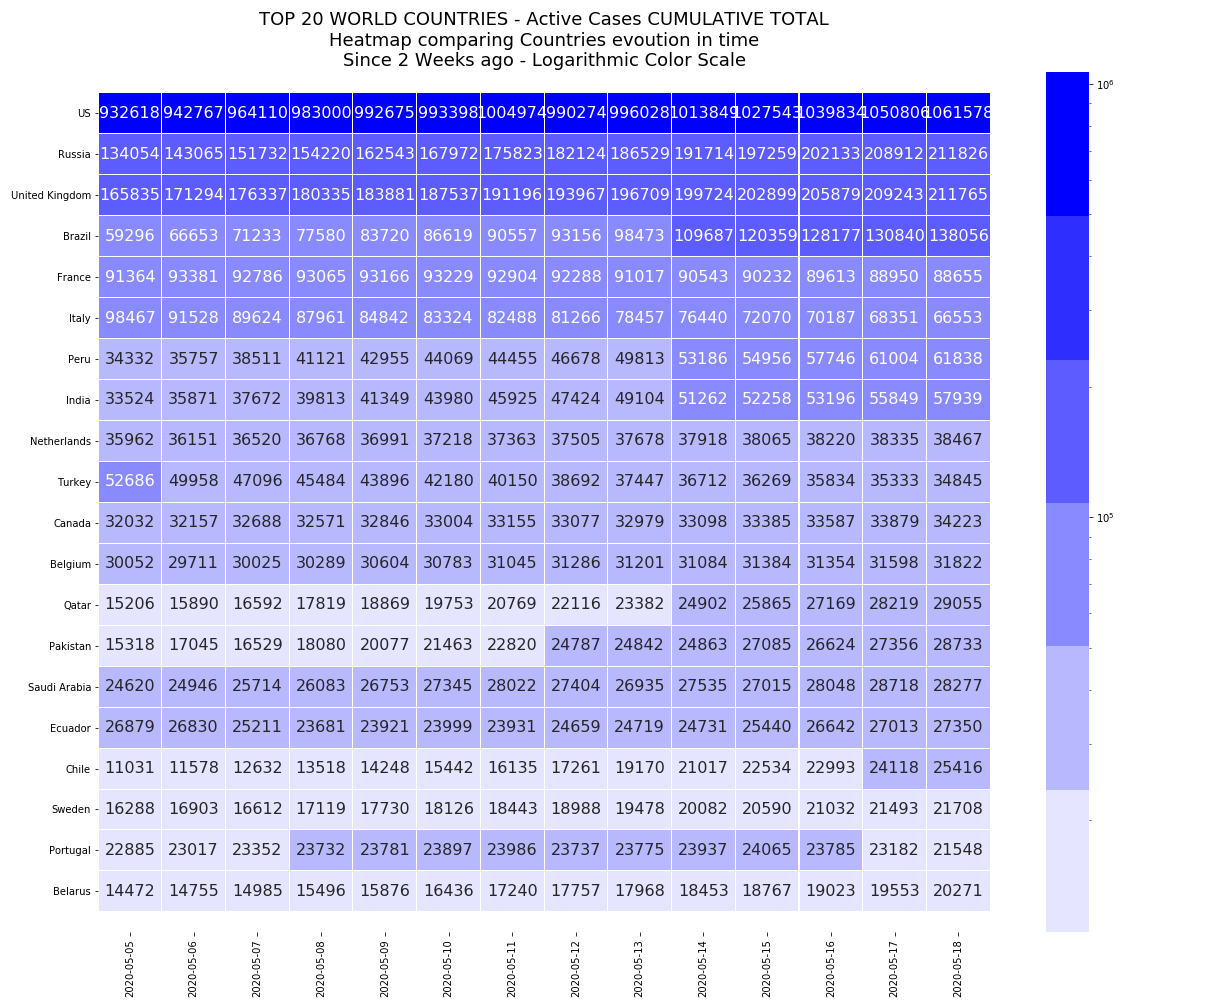 TOP 20 WORLD COUNTRIES - Active Cases CUMULATIVE TOTAL
Heatmap comparing Countries evoution in time
Since 2 Weeks ago - Logarithmic Color Scale
US 932618 942767 964110 983000 992675 993398 1004974 990274 996028 1013849 1027543 1039834 1050806 1061578
Russia 134054 143065 151732 154220 162543 167972 175823 182124 186529 191714 197259 202133 208912 211826
United Kingdom 165835 171294 176337 180335 183881 187537 191196 193967 196709 199724 202899 205879 209243 211765
Brazil 59296 66653 71233 77580 83720 86619 90557 93156 98473 109687 120359 128177 130840 138056
France 91364 93381 92786 93065 93166 93229 92904 92288 91017 90543 90232 89613 88950 88655
Italy 98467 91528 89624 87961 84842 83324 82488 81266 78457 76440 72070 70187 68351 66553
Peru 34332 35757 38511 41121 42955 44069 44455 46678 49813 53186 54956 57746 61004 61838
India 33524 35871 37672 39813 41349 43980 45925 47424 49104 51262 52258 53196 55849 57939
Netherlands 35962 36151 36520 36768 36991 37218 37363 37505 37678 37918 38065 38220 38335 38467
Turkey 52686 49958 47096 45484 43896 42180 40150 38692 37447 36712 36269 35834 35333 34845
Canada 32032 32157 32688 32571 32846 33004 33155 33077 32979 33098 33385 33587 33879 34223
Belgium 30052 29711 30025 30289 30604 30783 31045 31286 31201 31084 31384 31354 31598 31822
Qatar 15206 15890 16592 17819 18869 19753 20769 22116 23382 24902 25865 27169 28219 29055
Pakistan 15318 17045 16529 18080 20077 21463 22820 24787 24842 24863 27085 26624 27356 28733
Saudi Arabia 24620 24946 25714 26083 26753 27345 28022 27404 26935 27535 27015 28048 28718 28277
Ecuador 26879 26830 25211 23681 23921 23999 23931 24659 24719 24731 25440 26642 27013 27350
Chile 11031 11578 12632 13518 14248 15442 16135 17261 19170 21017 22534 22993 24118 25416
Sweden 16288 16903 16612 17119 17730 18126 18443 18988 19478 20082 20590 21032 21493 21708
Portugal 22885 23017 23352 23732 23781 23897 23986 23737 23775 23937 24065 23785 23182 21548
Belarus 14472 14755 14985 15496 15876 16436 17240 17757 17968 18453 18767 19023 19553 20271
2020-05-05 2020-05-06 2020-05-07 2020-05-08 2020-05-09 2020-05-10 2020-05-11 2020-05-12 2020-05-13 2020-05-14 2020-05-15 2020-05-16 2020-05-17 2020-05-18
10⁶
10⁵